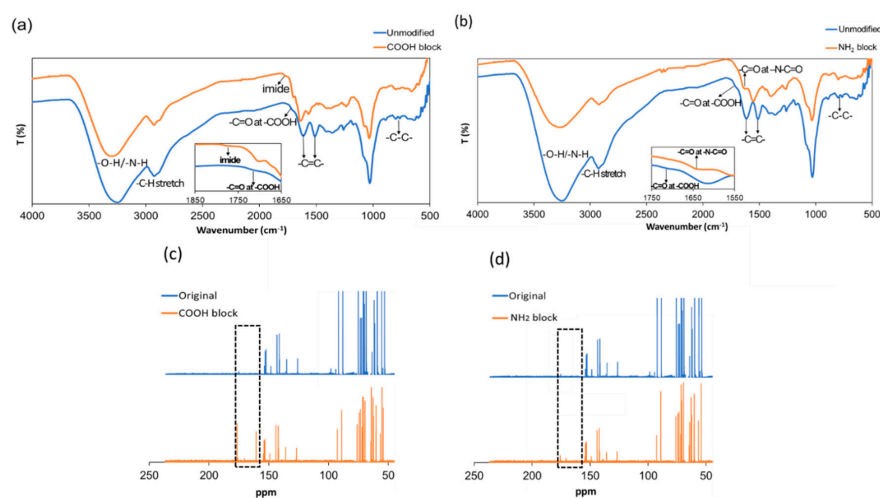 (a)
Unmodified
COOH block
imide
-C=O at -COOH
-O-H/-N-H
-C-H stretch
-C=C-
-C-C-
imide
-C=O at -COOH
1850 1750 1650
T (%)
4000 3500 3000 2500 2000 1500 1000 500
Wavenumber (cm⁻¹)
(b)
Unmodified
NH₂ block
-C=O at -N-C=O
-C=O at -COOH
-O-H/-N-H
-C-H stretch
-C=C-
-C-C-
-C=O at -N-C=O
-C=O at -COOH
1750 1650 1550
T (%)
4000 3500 3000 2500 2000 1500 1000 500
Wavenumber (cm⁻¹)
(c)
Original
COOH block
250 200 150 100 50
ppm
(d)
Original
NH2 block
250 200 150 100 50
ppm